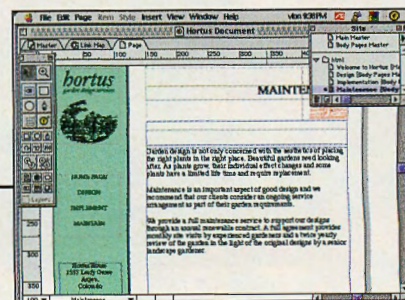 File Edit Page Item Style Insert View Window Help
Hortus Document
Master Link Map Page
Site
Main Master
Body Pages Master
html
Welcome to Hortus
Design [Body Pages
Implementation [Body
Maintenance [Body
hortus
garden design services
HOME PAGE
DESIGN
IMPLEMENT
MAINTAIN
MAINTE
Garden design is not only concerned with the aesthetics of placing
the right plants in the right place. Beautiful gardens need looking
after. As plants grow, their individual effect changes and some
plants have a limited life time and require replacement.
Maintenance is an important aspect of good design and we
recommend that our clients consider an ongoing service
arrangement as part of their garden requirements.
We provide a full maintenance service to support our designs
through an annual renewable contract. A full agreement provides
monthly site visits by experienced gardeners and a twice yearly
review of the garden in the light of the original designs by a senior
landscape gardener.
Hortus House
Colorado
250
300
350
Layers
Maintenance